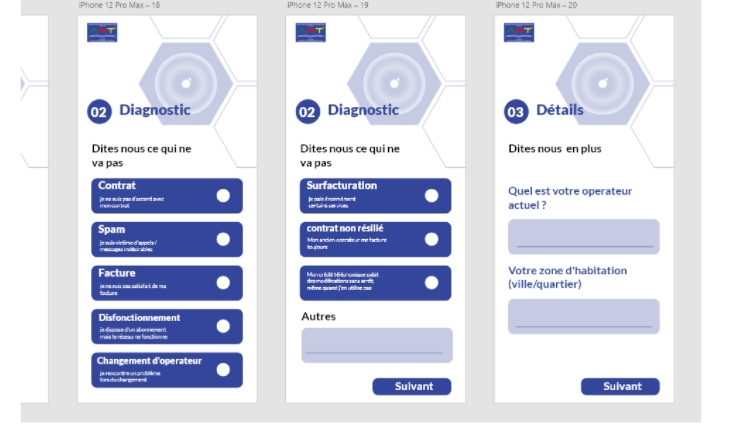 iPhone 12 Pro Max – 18
ART
02 Diagnostic
Dites nous ce qui ne
va pas
Contrat
je ne suis pas d'accord avec
mon contrat
Spam
je suis victime d'appels /
messages indésirables
Facture
je ne suis pas satisfait de ma
facture
Disfonctionnement
je dispose d'un abonnement
mais le réseau ne fonctionne
Changement d'operateur
je rencontre un problème
lors du changement
iPhone 12 Pro Max – 19
ART
02 Diagnostic
Dites nous ce qui ne
va pas
Surfacturation
je paie énormément
certains services
contrat non résilié
Mon ancien operateur me facture
toujours
Mon crédit téléphonique subit
des modifications sans arrêt,
même quand j'en utilise pas
Autres
Suivant
iPhone 12 Pro Max – 20
ART
03 Détails
Dites nous en plus
Quel est votre operateur
actuel ?
Votre zone d'habitation
(ville/quartier)
Suivant